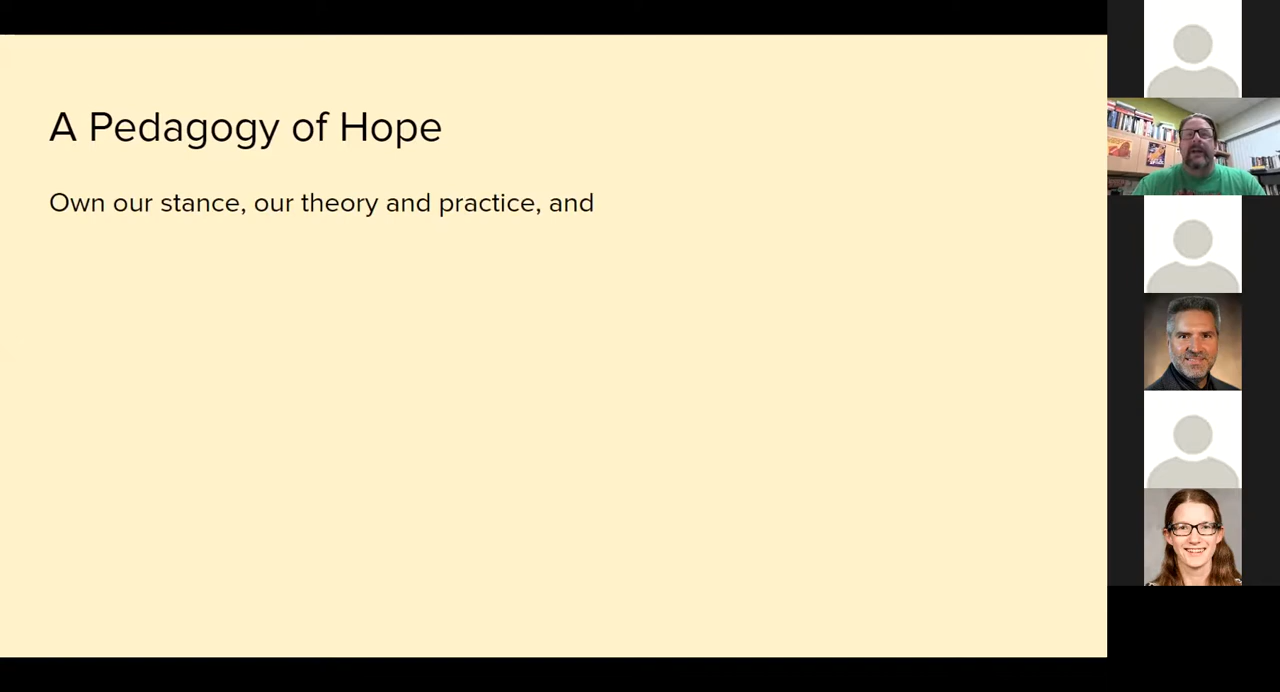 A Pedagogy of Hope
Own our stance, our theory and practice, and